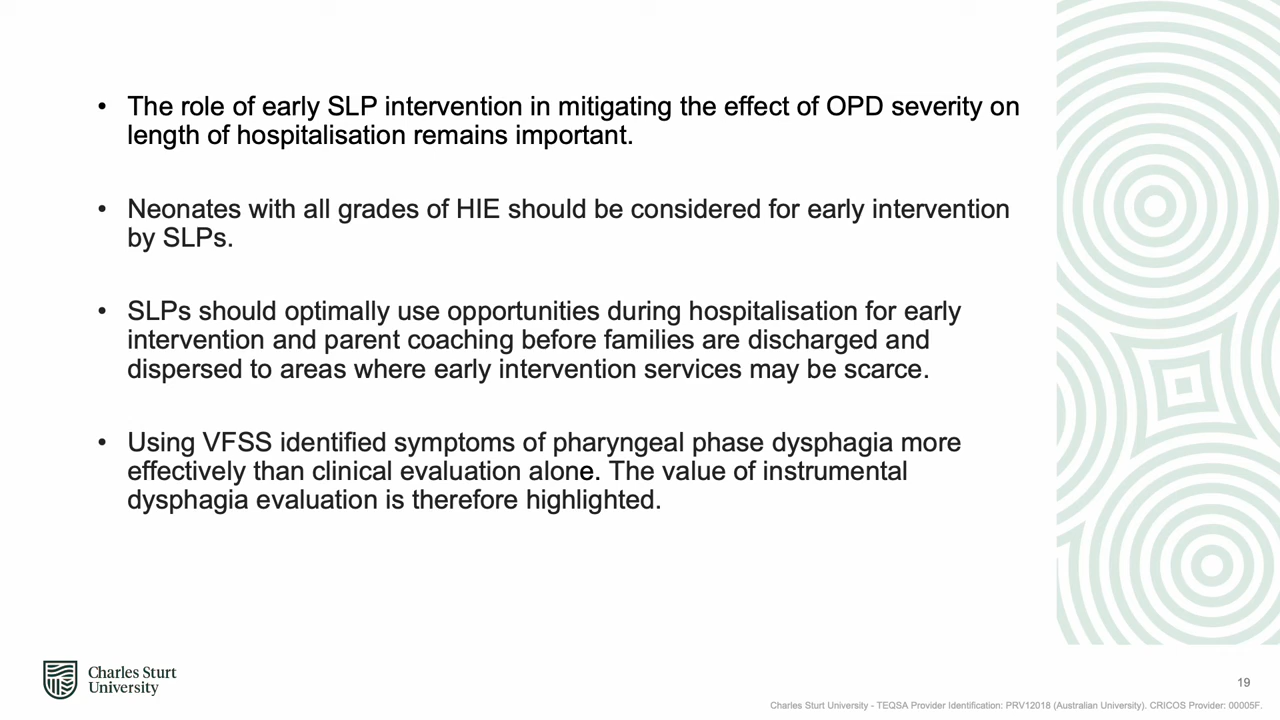 • The role of early SLP intervention in mitigating the effect of OPD severity on
length of hospitalisation remains important.
• Neonates with all grades of HIE should be considered for early intervention
by SLPs.
• SLPs should optimally use opportunities during hospitalisation for early
intervention and parent coaching before families are discharged and
dispersed to areas where early intervention services may be scarce.
• Using VFSS identified symptoms of pharyngeal phase dysphagia more
effectively than clinical evaluation alone. The value of instrumental
dysphagia evaluation is therefore highlighted.
Charles Sturt
University
19
Charles Sturt University - TEQSA Provider Identification: PRV12018 (Australian University). CRICOS Provider: 00005F.